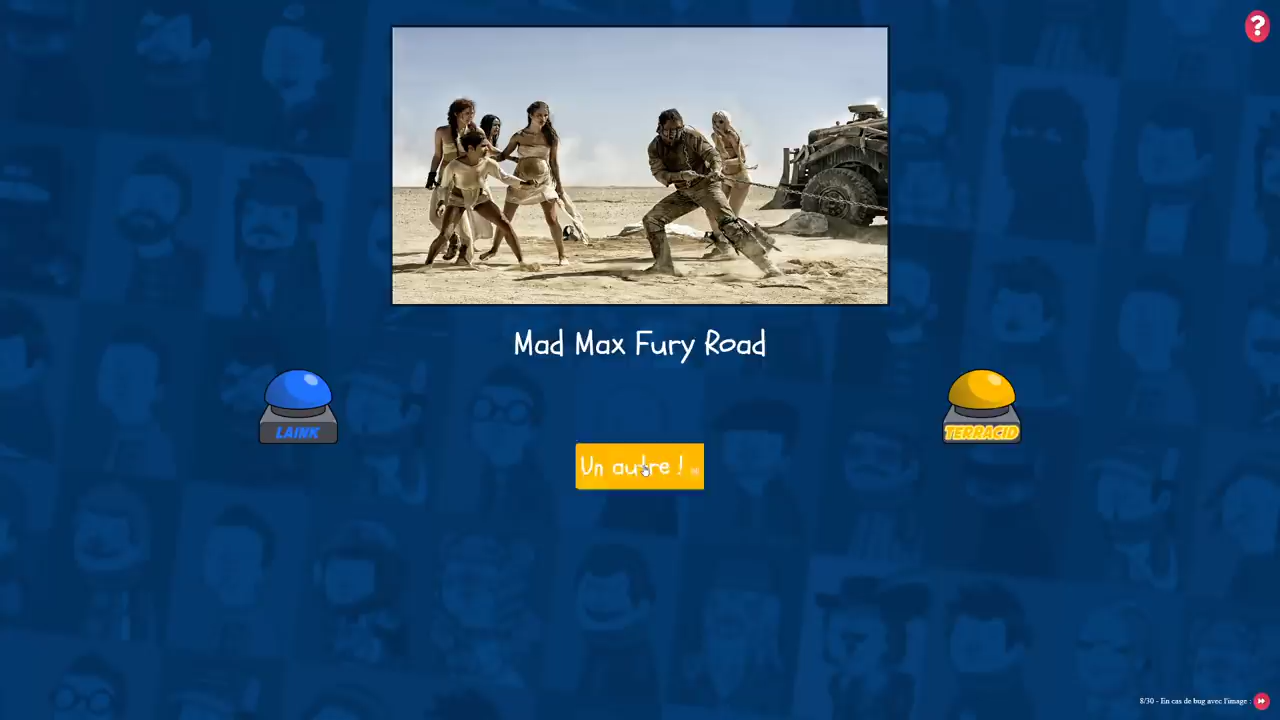 ?
Mad Max Fury Road
LAINK
TERRACID
Un autre !
8/30 - En cas de bug avec l'image :